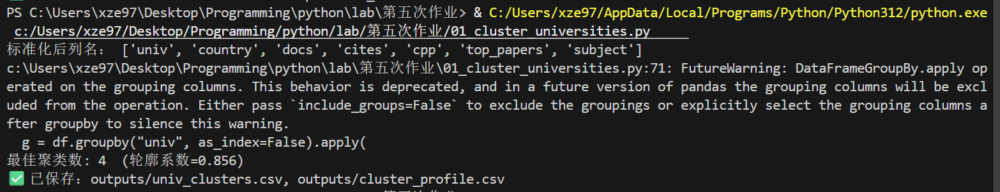 PS C:\Users\xze97\Desktop\Programming\python\lab\第五次作业> & C:/Users/xze97/AppData/Local/Programs/Python/Python312/python.exe
c:/Users/xze97/Desktop/Programming/python/lab/第五次作业/01_cluster_universities.py
标准化后列名: ['univ', 'country', 'docs', 'cites', 'cpp', 'top_papers', 'subject']
c:\Users\xze97\Desktop\Programming\python\lab\第五次作业\01_cluster_universities.py:71: FutureWarning: DataFrameGroupBy.apply op
erated on the grouping columns. This behavior is deprecated, and in a future version of pandas the grouping columns will be excl
uded from the operation. Either pass `include_groups=False` to exclude the groupings or explicitly select the grouping columns a
fter groupby to silence this warning.
  g = df.groupby("univ", as_index=False).apply(
最佳聚类数: 4  (轮廓系数=0.856)
✅ 已保存: outputs/univ_clusters.csv, outputs/cluster_profile.csv